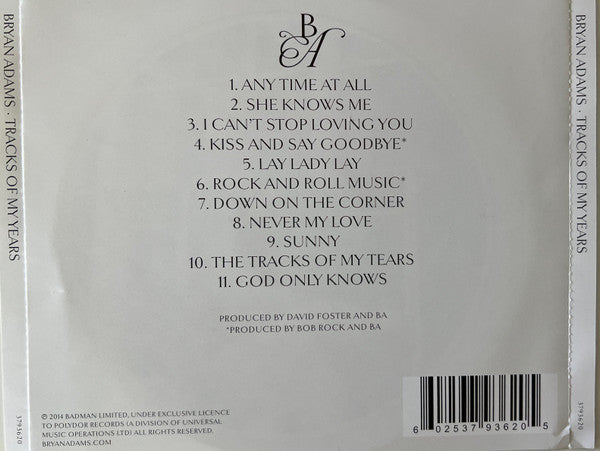 BRYAN ADAMS · TRACKS OF MY YEARS
3793620
B
A
1. ANY TIME AT ALL
2. SHE KNOWS ME
3. I CAN'T STOP LOVING YOU
4. KISS AND SAY GOODBYE*
5. LAY LADY LAY
6. ROCK AND ROLL MUSIC*
7. DOWN ON THE CORNER
8. NEVER MY LOVE
9. SUNNY
10. THE TRACKS OF MY TEARS
11. GOD ONLY KNOWS
PRODUCED BY DAVID FOSTER AND BA
*PRODUCED BY BOB ROCK AND BA
℗ 2014 BADMAN LIMITED, UNDER EXCLUSIVE LICENCE
TO POLYDOR RECORDS (A DIVISION OF UNIVERSAL
MUSIC OPERATIONS LTD) ALL RIGHTS RESERVED.
BRYANADAMS.COM
6 02537 93620 5
BRYAN ADAMS · TRACKS OF MY YEARS
3793620